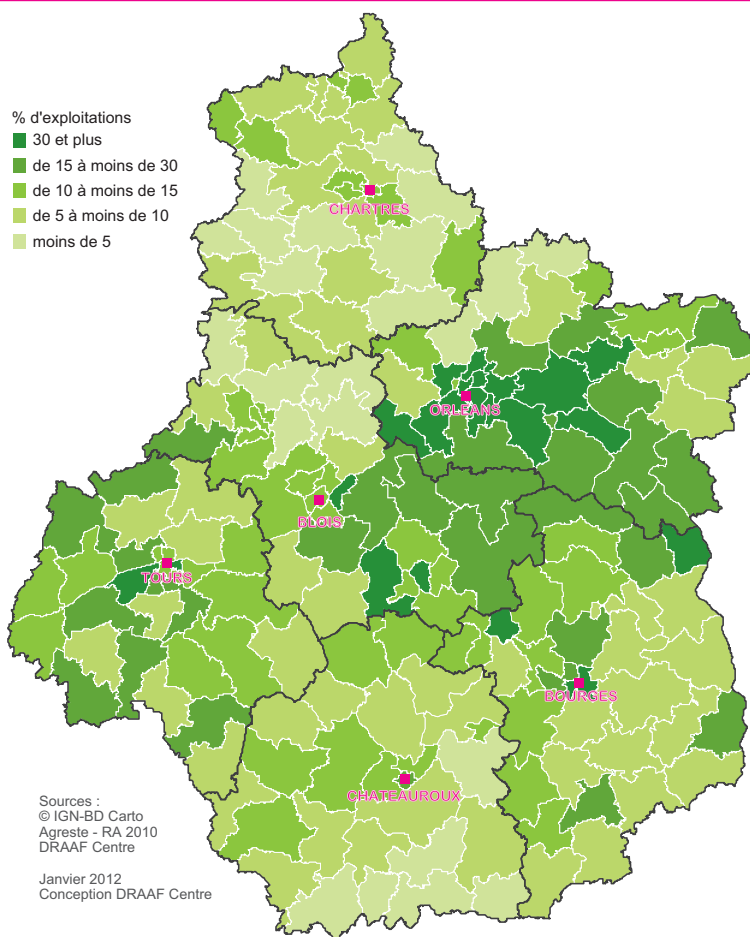 % d'exploitations
30 et plus
de 15 à moins de 30
de 10 à moins de 15
de 5 à moins de 10
moins de 5
CHARTRES
ORLEANS
BLOIS
TOURS
BOURGES
CHATEAUROUX
Sources :
© IGN-BD Carto
Agreste - RA 2010
DRAAF Centre
Janvier 2012
Conception DRAAF Centre